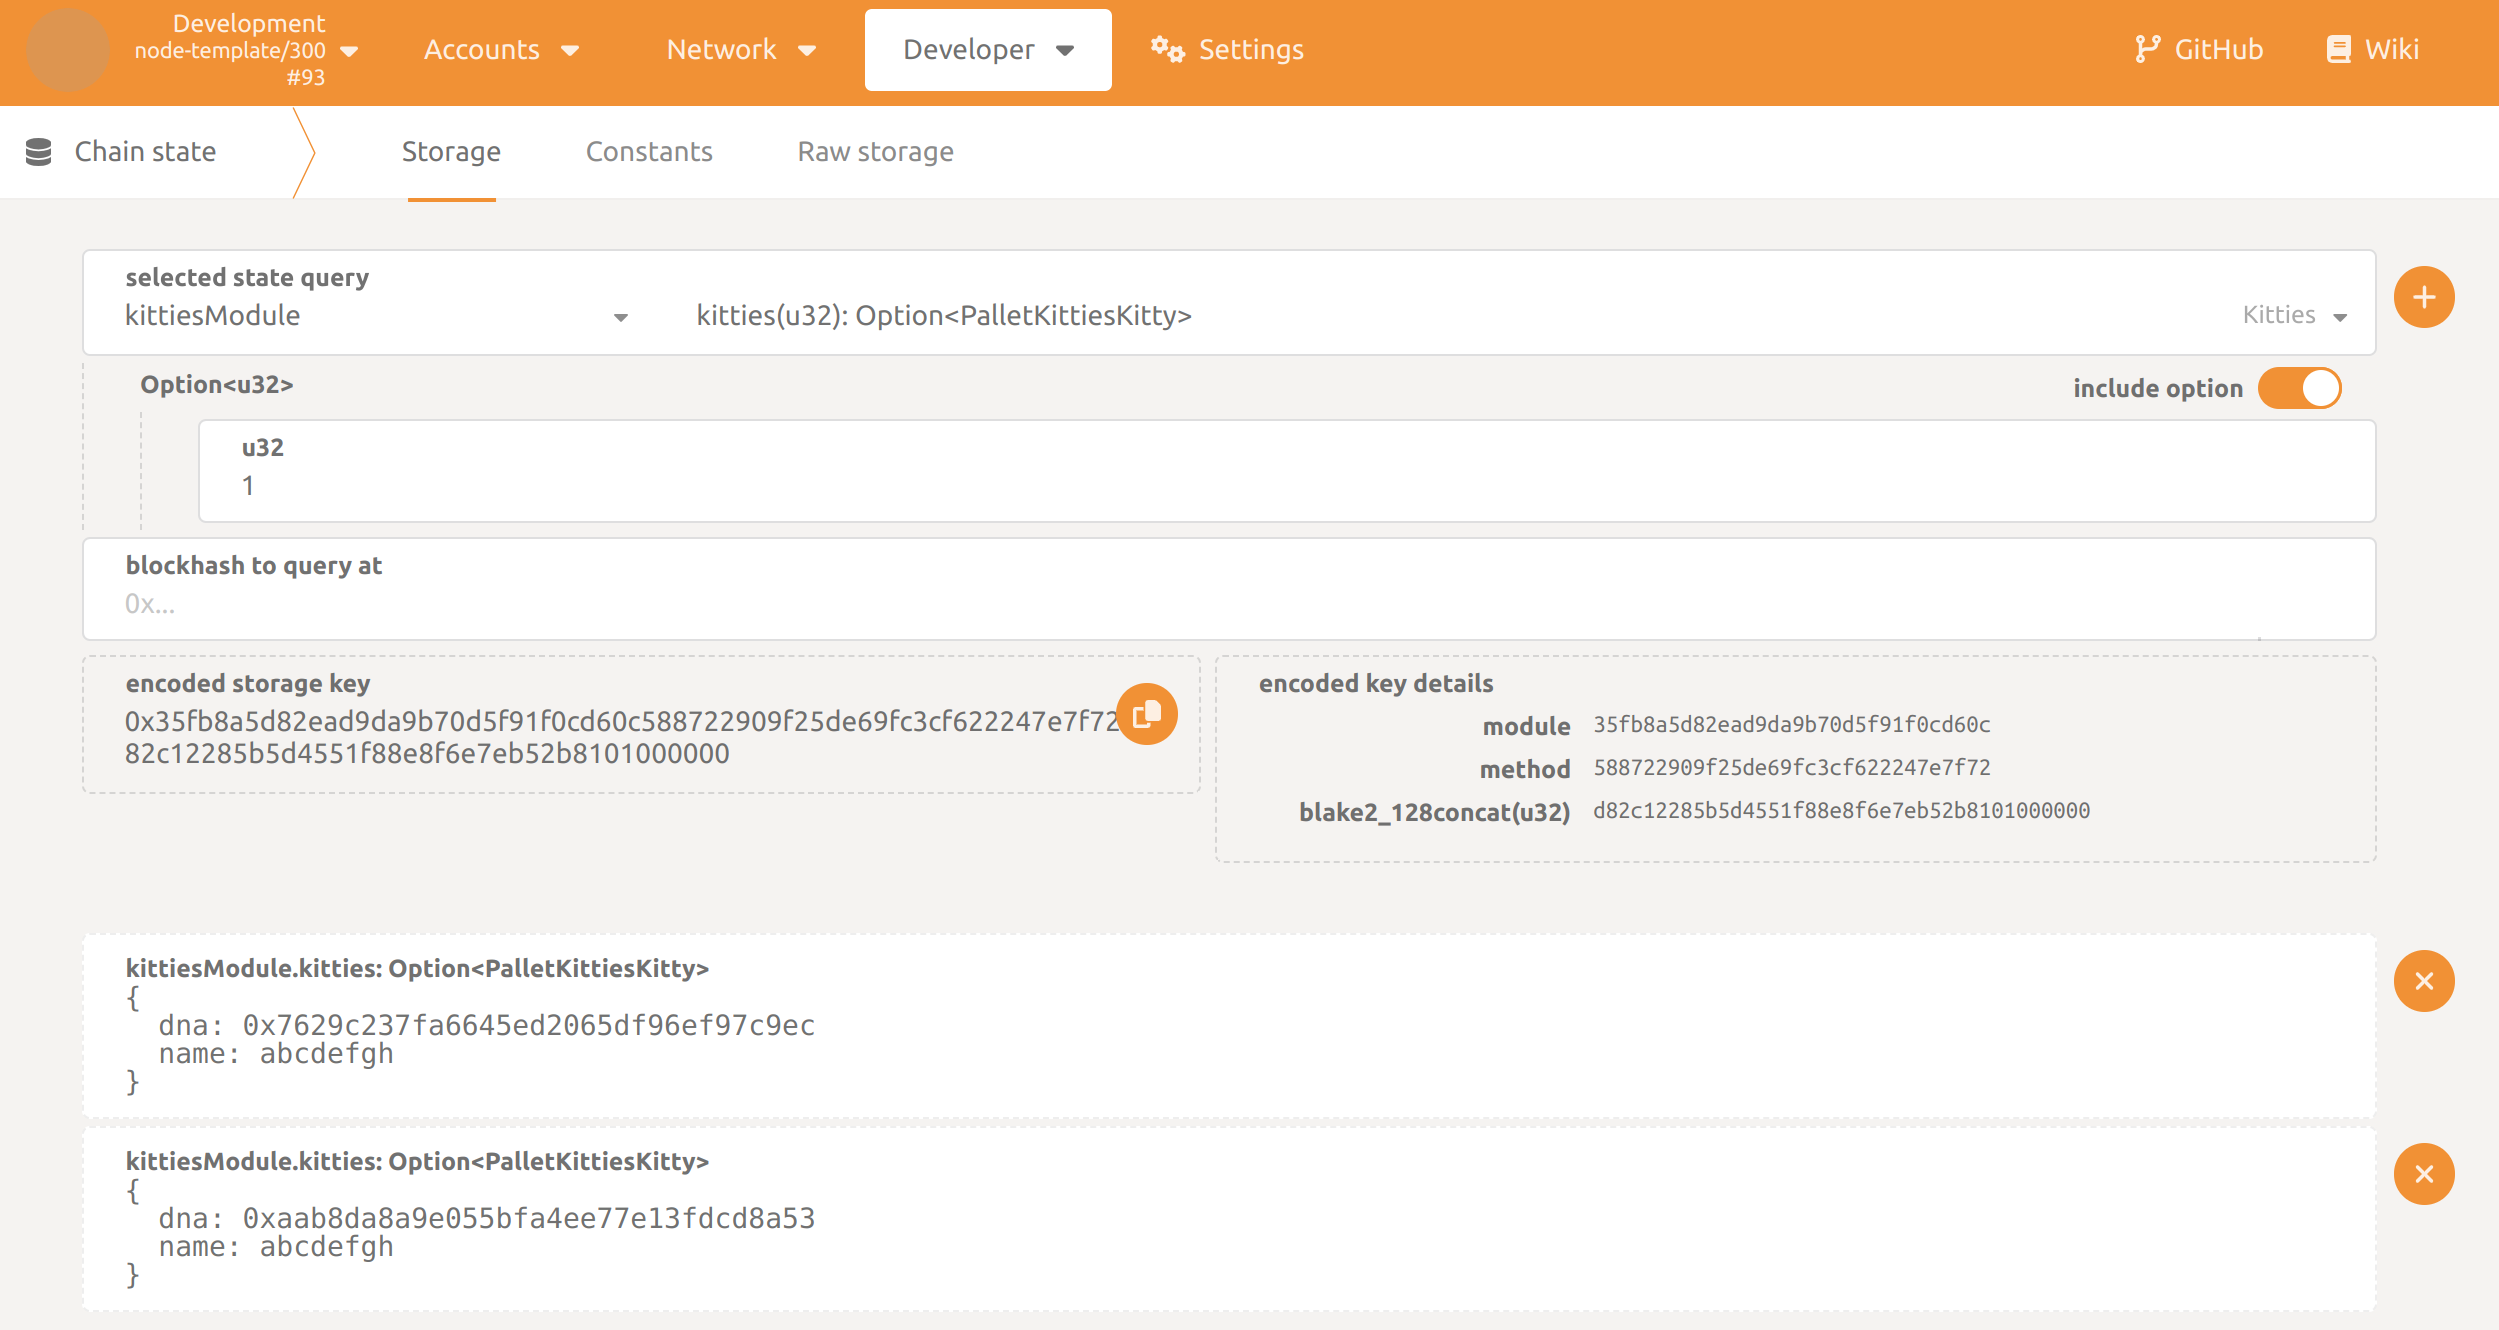 Development
node-template/300
#93
Accounts
Network
Developer
Settings
GitHub
Wiki
Chain state
Storage
Constants
Raw storage
selected state query
kittiesModule
kitties(u32): Option<PalletKittiesKitty>
Kitties
Option<u32>
include option
u32
1
blockhash to query at
0x...
encoded storage key
0x35fb8a5d82ead9da9b70d5f91f0cd60c588722909f25de69fc3cf622247e7f72
82c12285b5d4551f88e8f6e7eb52b8101000000
encoded key details
module 35fb8a5d82ead9da9b70d5f91f0cd60c
method 588722909f25de69fc3cf622247e7f72
blake2_128concat(u32) d82c12285b5d4551f88e8f6e7eb52b8101000000
kittiesModule.kitties: Option<PalletKittiesKitty>
{
dna: 0x7629c237fa6645ed2065df96ef97c9ec
name: abcdefgh
}
kittiesModule.kitties: Option<PalletKittiesKitty>
{
dna: 0xaab8da8a9e055bfa4ee77e13fdcd8a53
name: abcdefgh
}